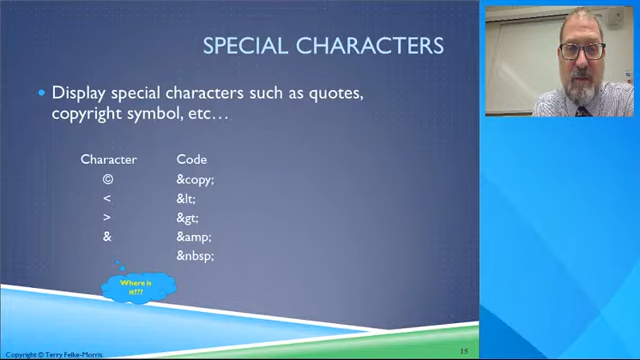 SPECIAL CHARACTERS
• Display special characters such as quotes,
copyright symbol, etc…
Character Code
© &copy;
< &lt;
> &gt;
& &amp;
&nbsp;
Where is
it???
Copyright © Terry Felke-Morris
15